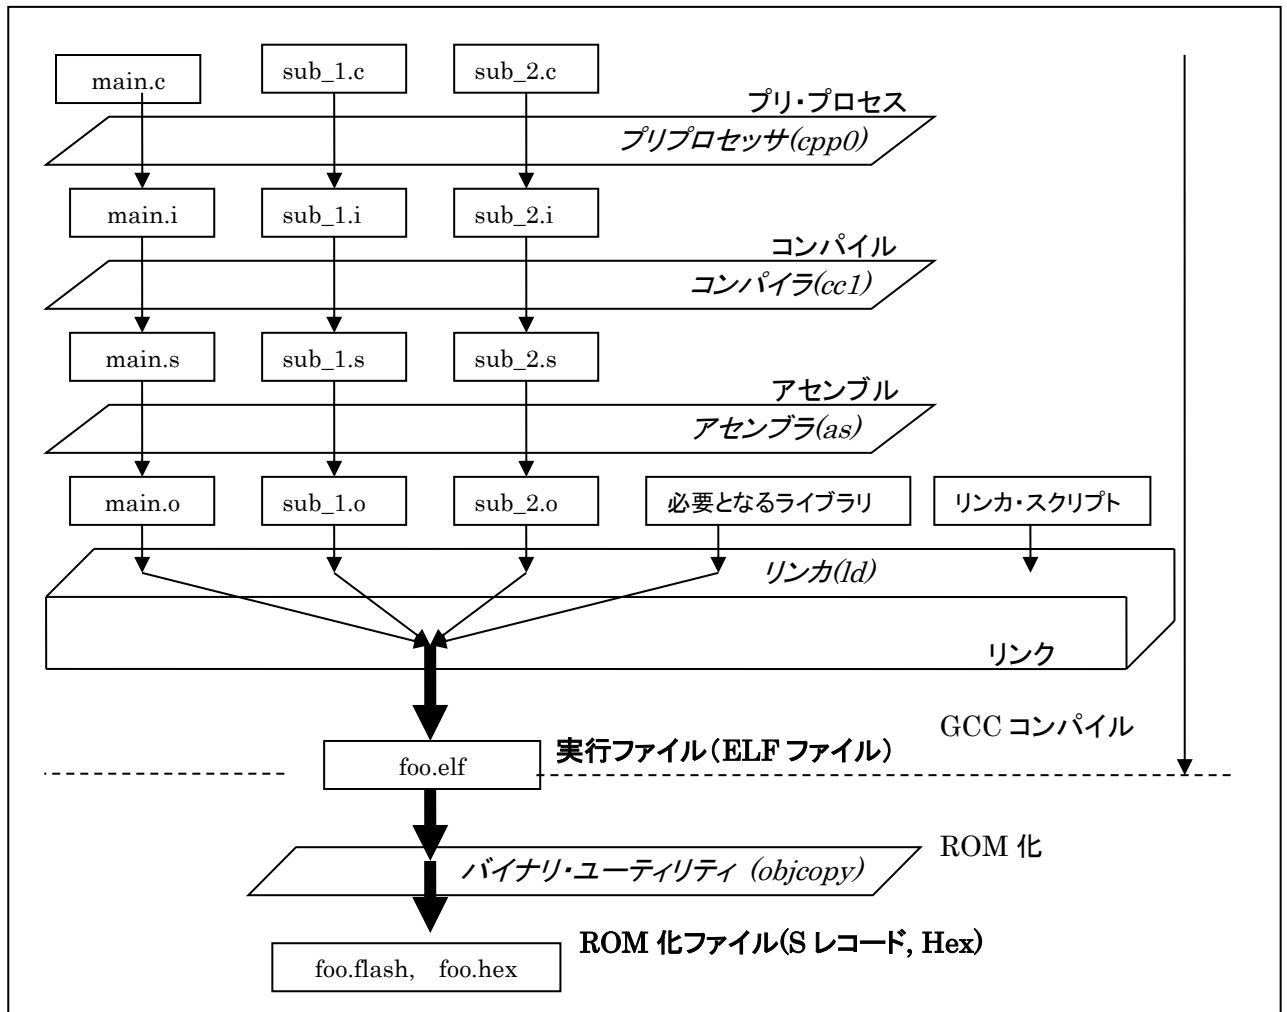 main.c
sub_1.c
sub_2.c
プリ・プロセス
プリプロセッサ(cpp0)
main.i
sub_1.i
sub_2.i
コンパイル
コンパイラ(cc1)
main.s
sub_1.s
sub_2.s
アセンブル
アセンブラ(as)
main.o
sub_1.o
sub_2.o
必要となるライブラリ
リンカ・スクリプト
リンカ(ld)
リンク
GCC コンパイル
実行ファイル(ELF ファイル)
foo.elf
ROM 化
バイナリ・ユーティリティ (objcopy)
ROM 化ファイル(S レコード, Hex)
foo.flash, foo.hex